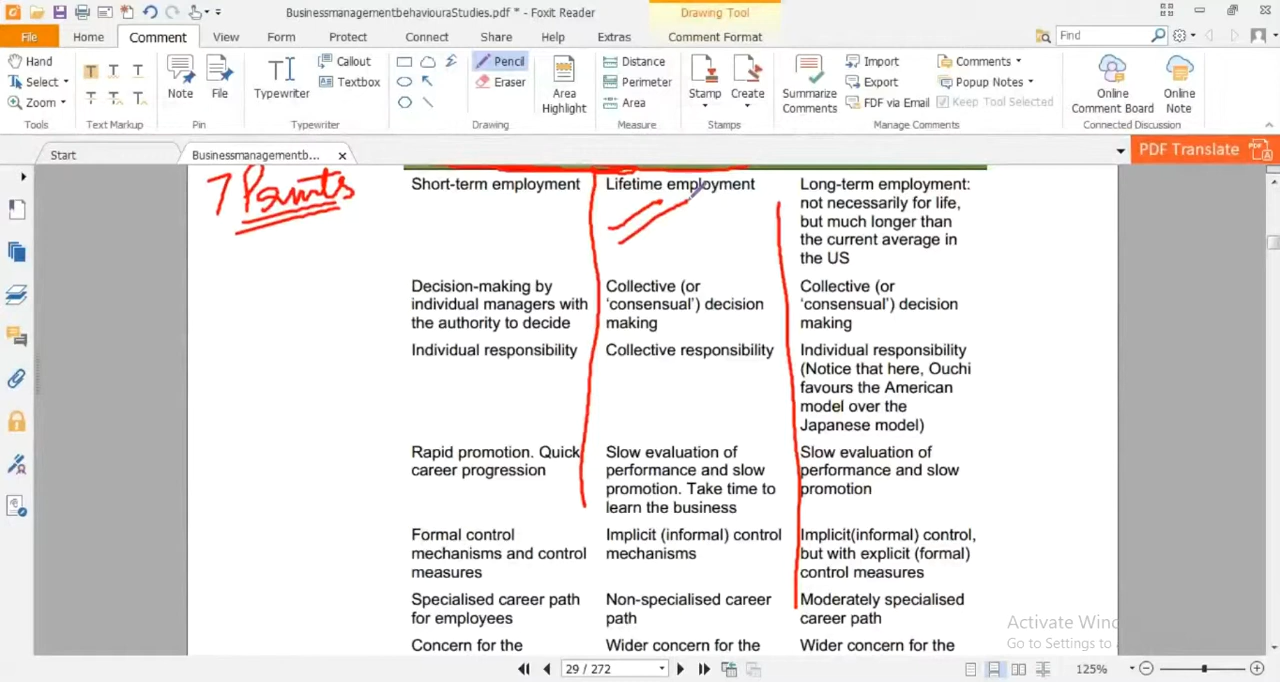 BusinessmanagementbehaviouraStudies.pdf * - Foxit Reader
Drawing Tool
File Home Comment View Form Protect Connect Share Help Extras Comment Format
Find
Hand
Select
Zoom
Tools
Text Markup
Note
File
Pin
Typewriter
Callout
Textbox
Typewriter
Pencil
Eraser
Drawing
Area
Highlight
Distance
Perimeter
Area
Measure
Stamp
Create
Stamps
Summarize
Comments
Import
Export
FDF via Email
Comments
Popup Notes
Keep Tool Selected
Manage Comments
Online
Comment Board
Online
Note
Connected Discussion
Start
Businessmanagementb...
PDF Translate
7 Points
Short-term employment
Lifetime employment
Long-term employment:
not necessarily for life,
but much longer than
the current average in
the US
Decision-making by
individual managers with
the authority to decide
Collective (or
‘consensual’) decision
making
Collective (or
‘consensual’) decision
making
Individual responsibility
Collective responsibility
Individual responsibility
(Notice that here, Ouchi
favours the American
model over the
Japanese model)
Rapid promotion. Quick
career progression
Slow evaluation of
performance and slow
promotion. Take time to
learn the business
Slow evaluation of
performance and slow
promotion
Formal control
mechanisms and control
measures
Implicit (informal) control
mechanisms
Implicit(informal) control,
but with explicit (formal)
control measures
Specialised career path
for employees
Non-specialised career
path
Moderately specialised
career path
Concern for the
Wider concern for the
Wider concern for the
Activate Winc
Go to Settings to
29 / 272
125%